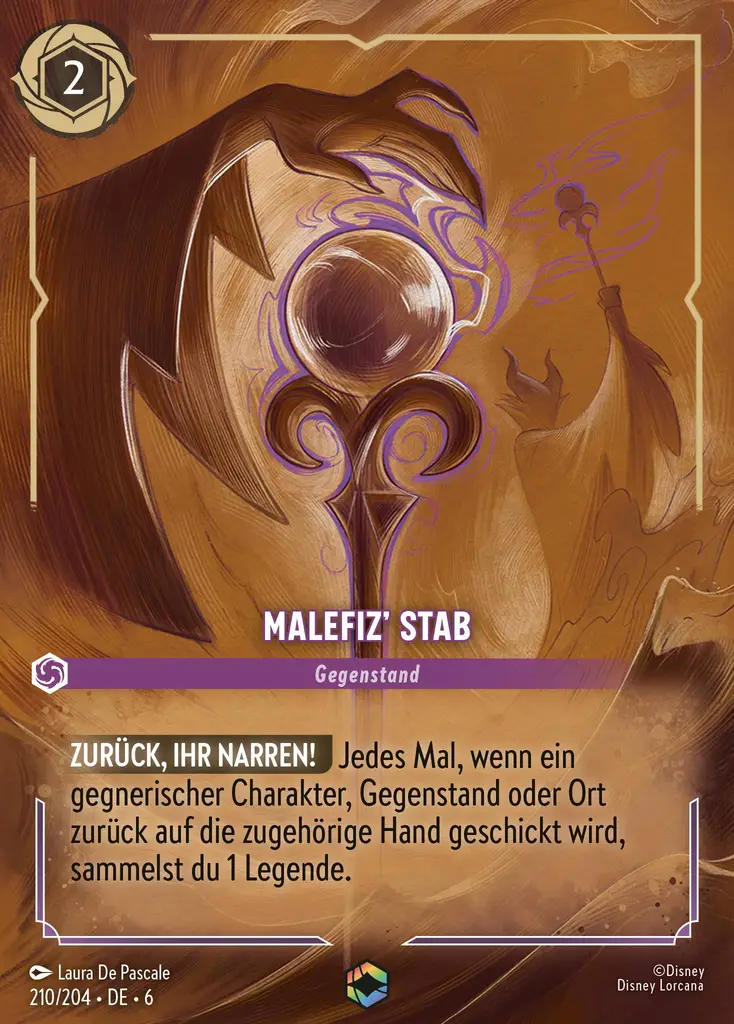 2
MALEFIZ’ STAB
Gegenstand
ZURÜCK, IHR NARREN! Jedes Mal, wenn ein
gegnerischer Charakter, Gegenstand oder Ort
zurück auf die zugehörige Hand geschickt wird,
sammelst du 1 Legende.
Laura De Pascale
©Disney
210/204 • DE • 6
Disney Lorcana